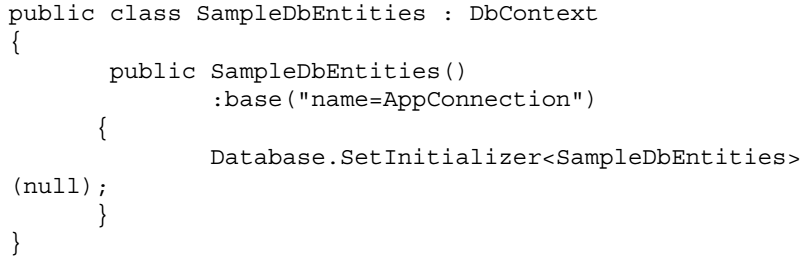 public class SampleDbEntities : DbContext
{
public SampleDbEntities()
:base("name=AppConnection")
{
Database.SetInitializer<SampleDbEntities>
(null);
}
}